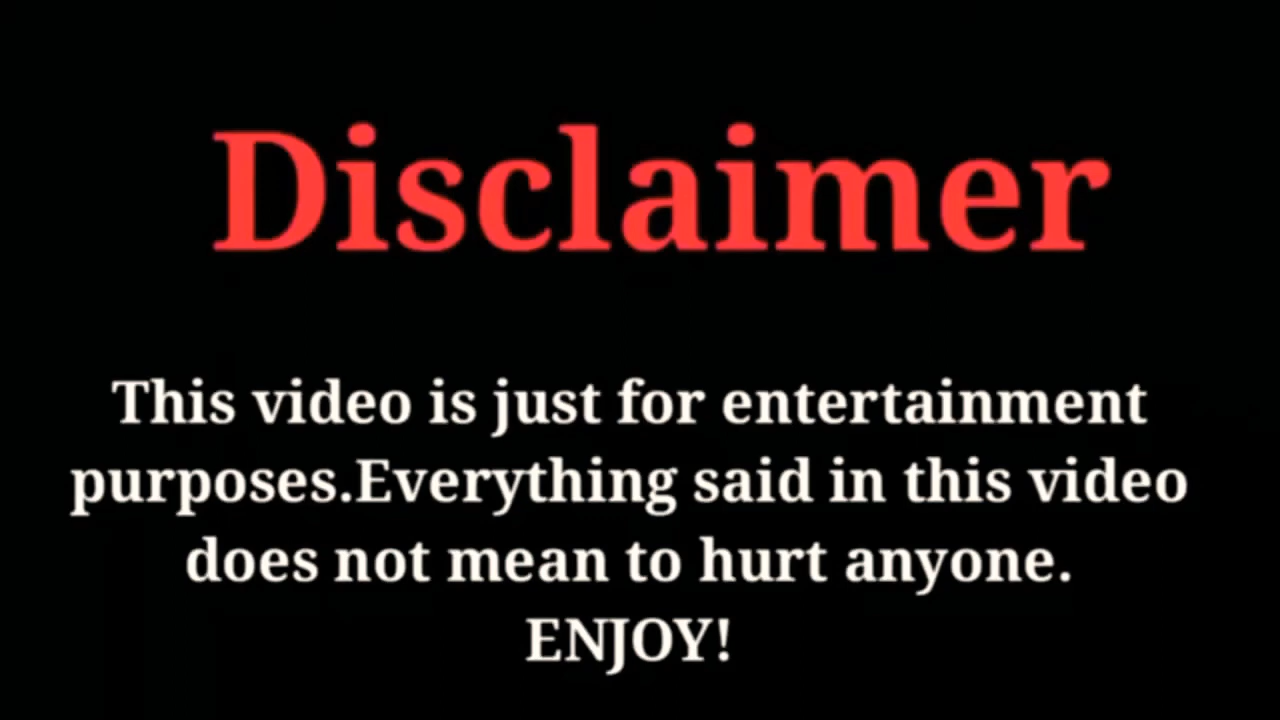 Disclaimer
This video is just for entertainment
purposes.Everything said in this video
does not mean to hurt anyone.
ENJOY!